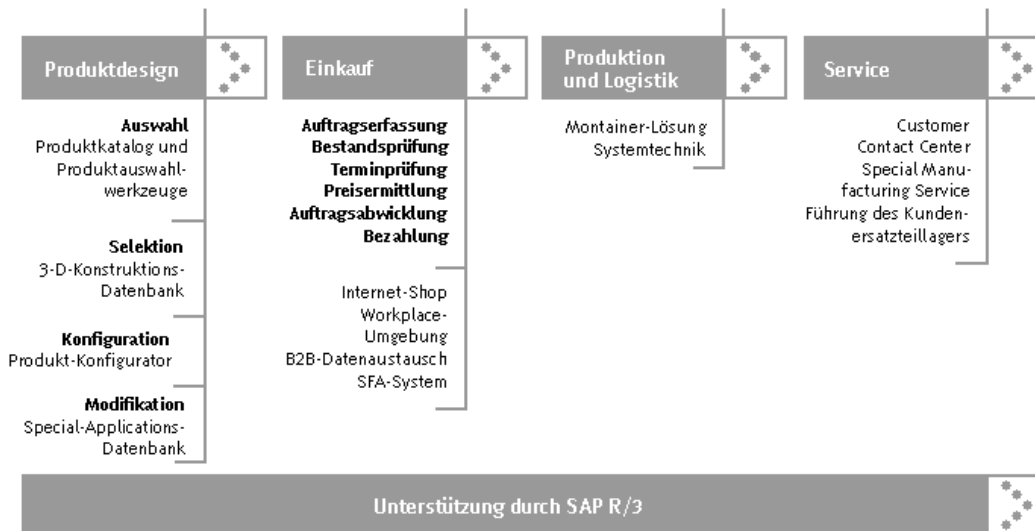 Produktdesign
Auswahl
Produktkatalog und
Produktauswahl-
werkzeuge
Selektion
3-D-Konstruktions-
Datenbank
Konfiguration
Produkt-Konfigurator
Modifikation
Special-Applications-
Datenbank
Einkauf
Auftragserfassung
Bestandsprüfung
Terminprüfung
Preisermittlung
Auftragsabwicklung
Bezahlung
Internet-Shop
Workplace-
Umgebung
B2B-Datenaustausch
SFA-System
Produktion
und Logistik
Montainer-Lösung
Systemtechnik
Service
Customer
Contact Center
Special Manu-
facturing Service
Führung des Kunden-
ersatzteillagers
Unterstützung durch SAP R/3